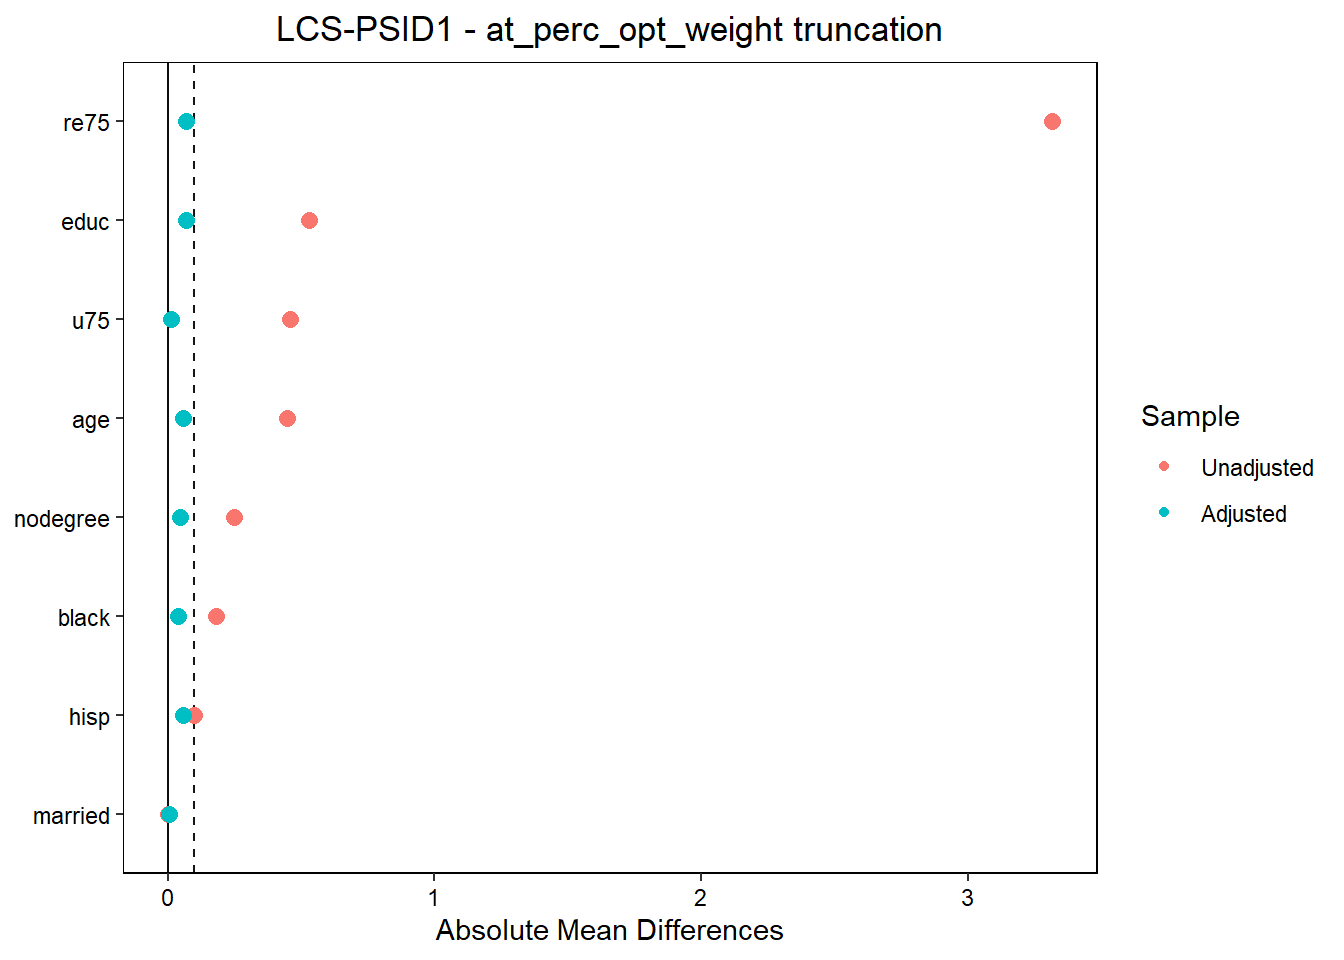 LCS-PSID1 - at_perc_opt_weight truncation
re75
educ
u75
age
nodegree
black
hisp
married
0 1 2 3
Absolute Mean Differences
Sample
Unadjusted
Adjusted